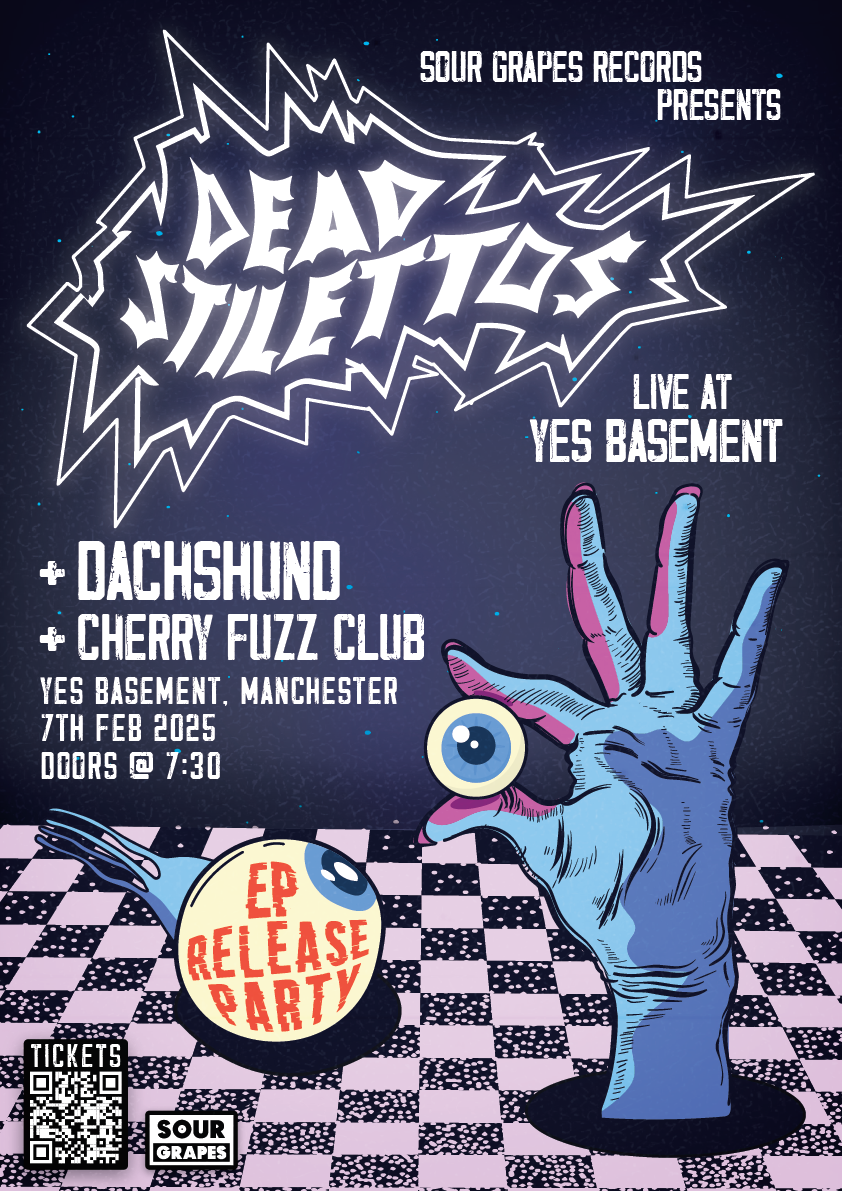 SOUR GRAPES RECORDS
PRESENTS
DEAD
STILETTOS
LIVE AT
YES BASEMENT
+ DACHSHUND
+ CHERRY FUZZ CLUB
YES BASEMENT, MANCHESTER
7TH FEB 2025
DOORS @ 7:30
EP
RELEASE
PARTY
TICKETS
SOUR
GRAPES